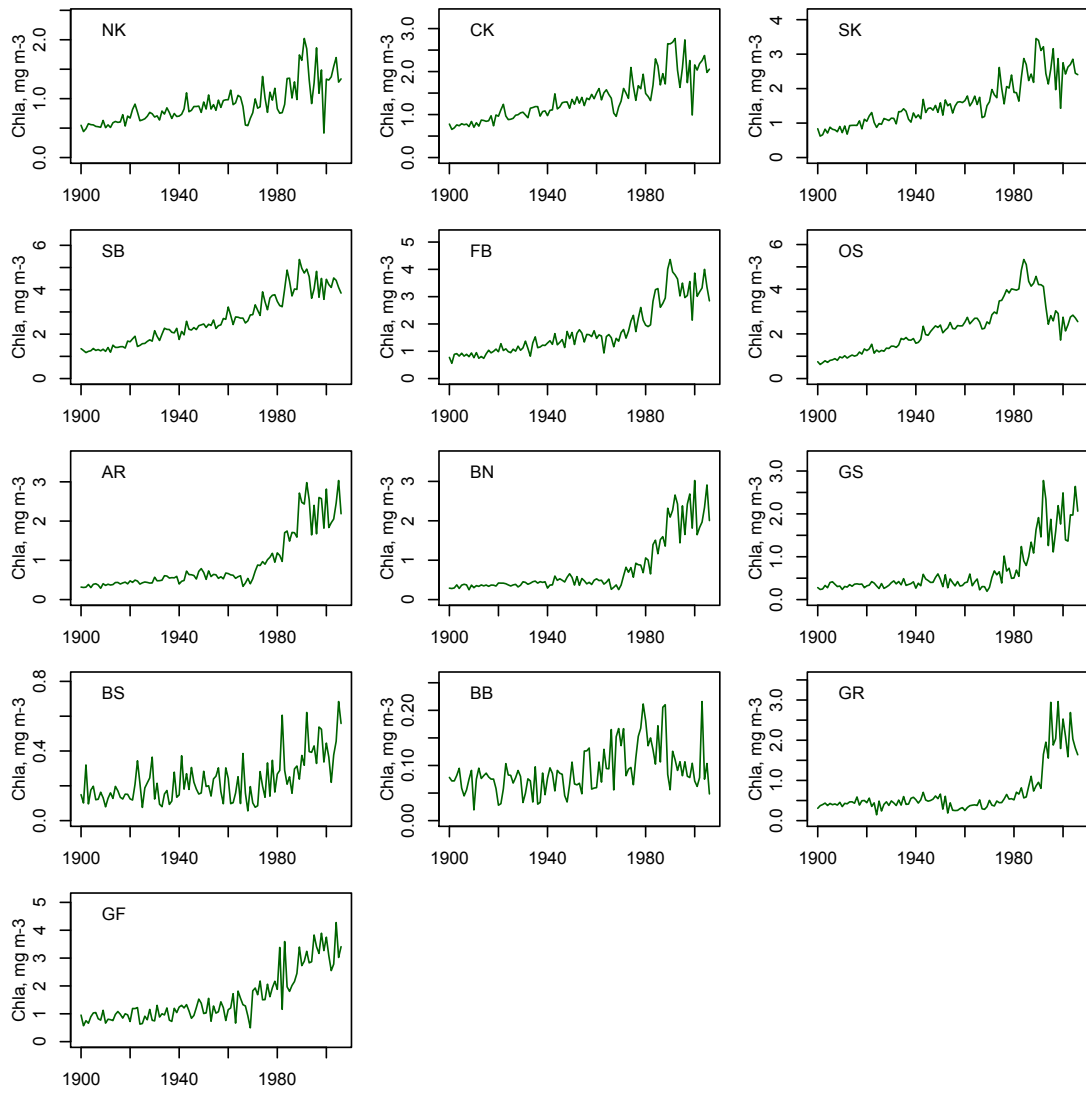 NK
Chla, mg m-3
0.0 1.0 2.0
1900 1940 1980
CK
Chla, mg m-3
0.0 1.0 2.0 3.0
1900 1940 1980
SK
Chla, mg m-3
0 1 2 3 4
1900 1940 1980
SB
Chla, mg m-3
0 2 4 6
1900 1940 1980
FB
Chla, mg m-3
0 1 2 3 4 5
1900 1940 1980
OS
Chla, mg m-3
0 2 4 6
1900 1940 1980
AR
Chla, mg m-3
0 1 2 3
1900 1940 1980
BN
Chla, mg m-3
0 1 2 3
1900 1940 1980
GS
Chla, mg m-3
0.0 1.0 2.0 3.0
1900 1940 1980
BS
Chla, mg m-3
0.0 0.4 0.8
1900 1940 1980
BB
Chla, mg m-3
0.00 0.10 0.20
1900 1940 1980
GR
Chla, mg m-3
0.0 1.0 2.0 3.0
1900 1940 1980
GF
Chla, mg m-3
0 1 2 3 4 5
1900 1940 1980